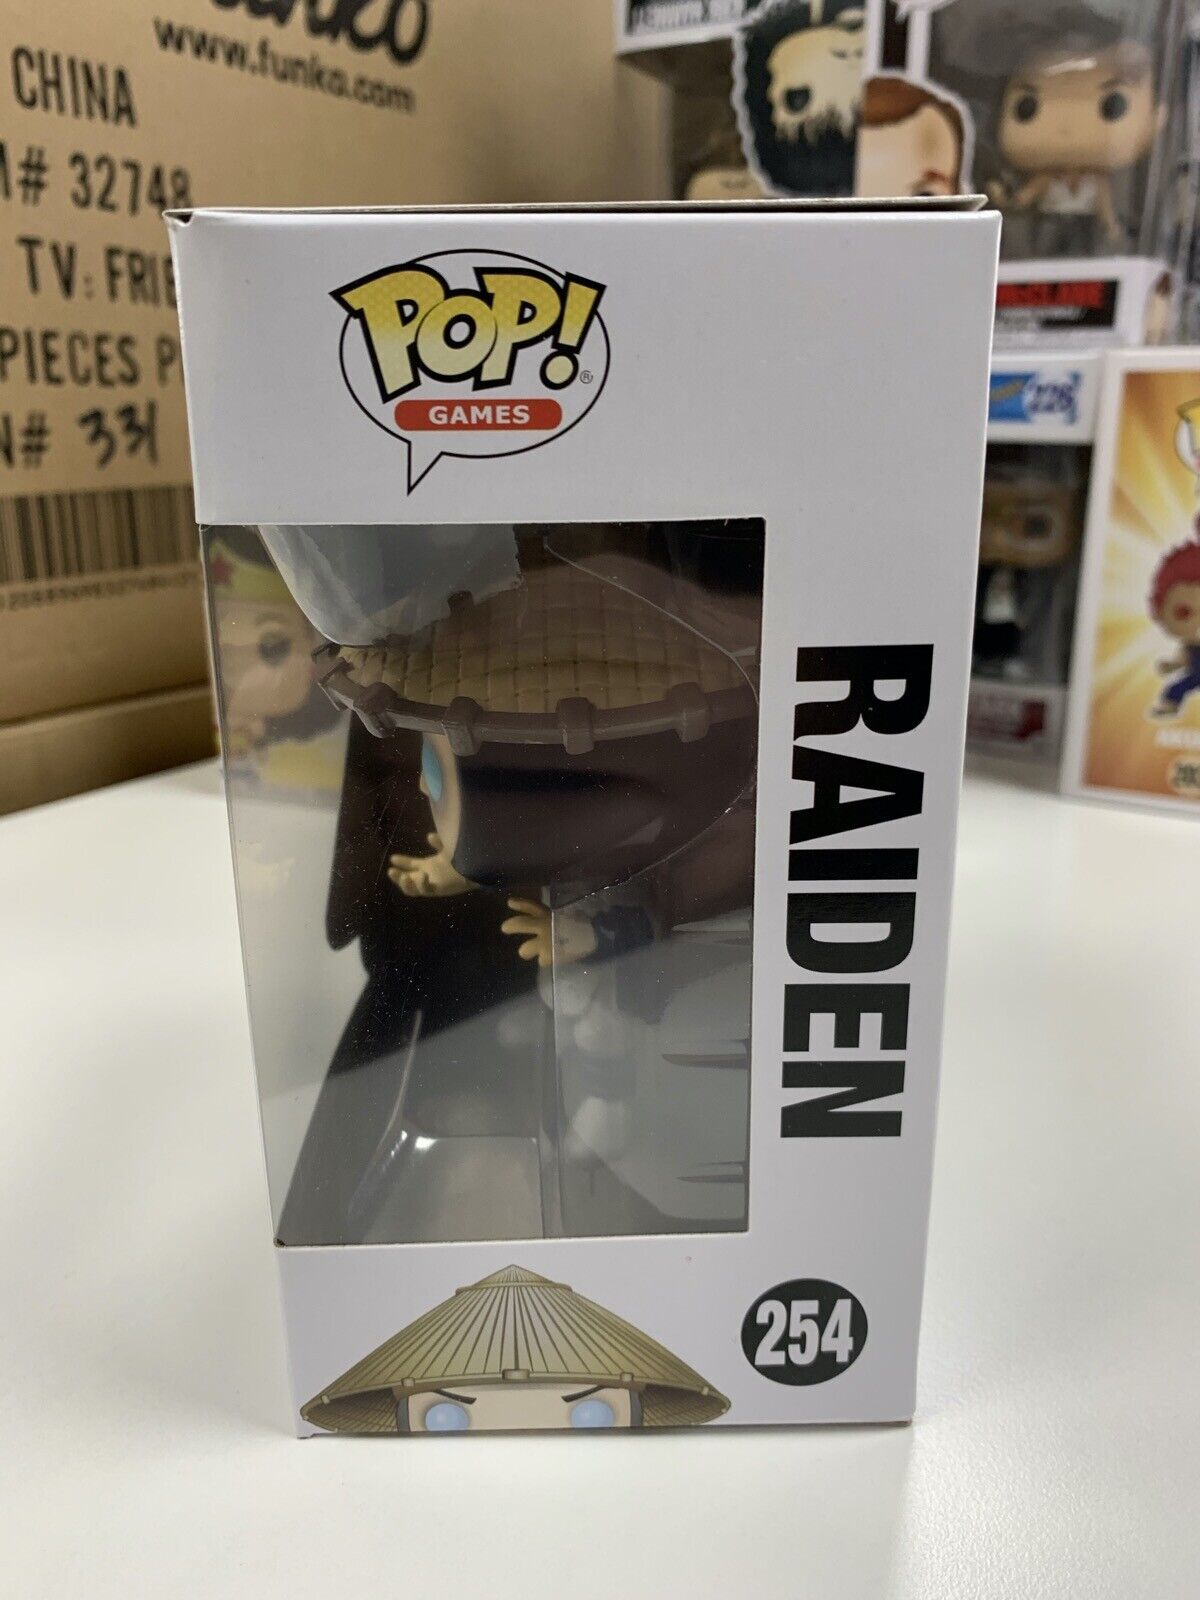 www.funko.com
CHINA
# 32748
TV: FRIE
PIECES P
# 331
POP!
®
GAMES
RAIDEN
254
228